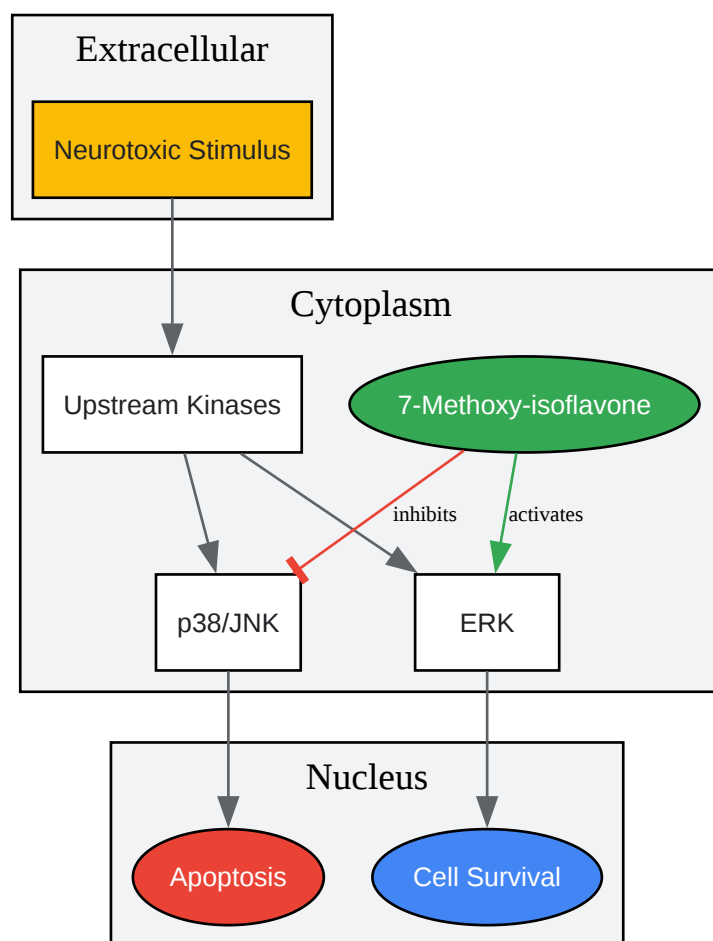 Extracellular
Neurotoxic Stimulus
Cytoplasm
Upstream Kinases
7-Methoxy-isoflavone
inhibits
activates
p38/JNK
ERK
Nucleus
Apoptosis
Cell Survival